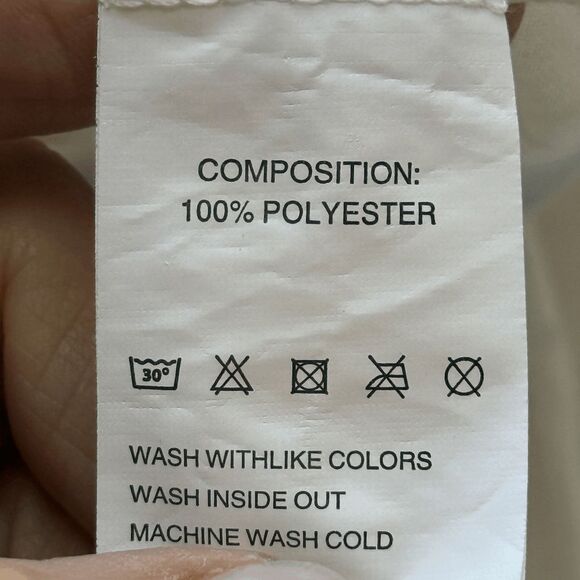 COMPOSITION:
100% POLYESTER
30°
WASH WITHLIKE COLORS
WASH INSIDE OUT
MACHINE WASH COLD